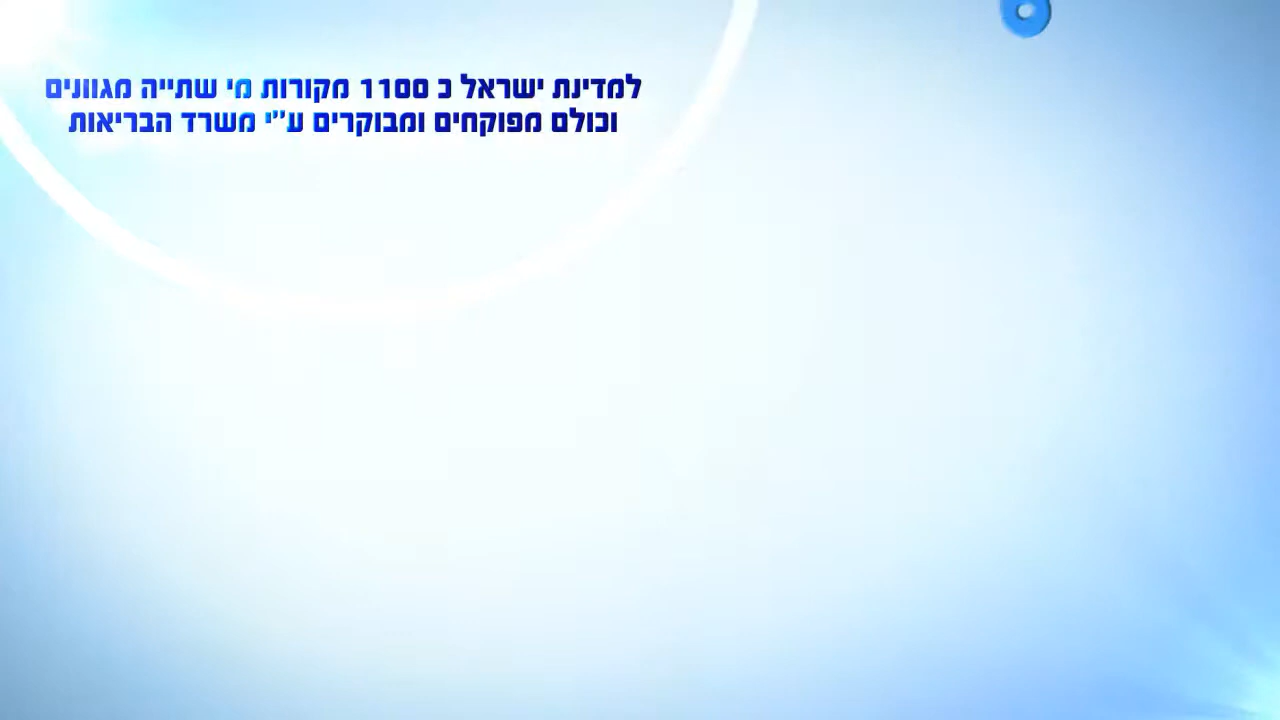 למדינת ישראל כ 1100 מקורות מי שתייה מגוונים
וכולם מפוקחים ומבוקרים ע"י משרד הבריאות